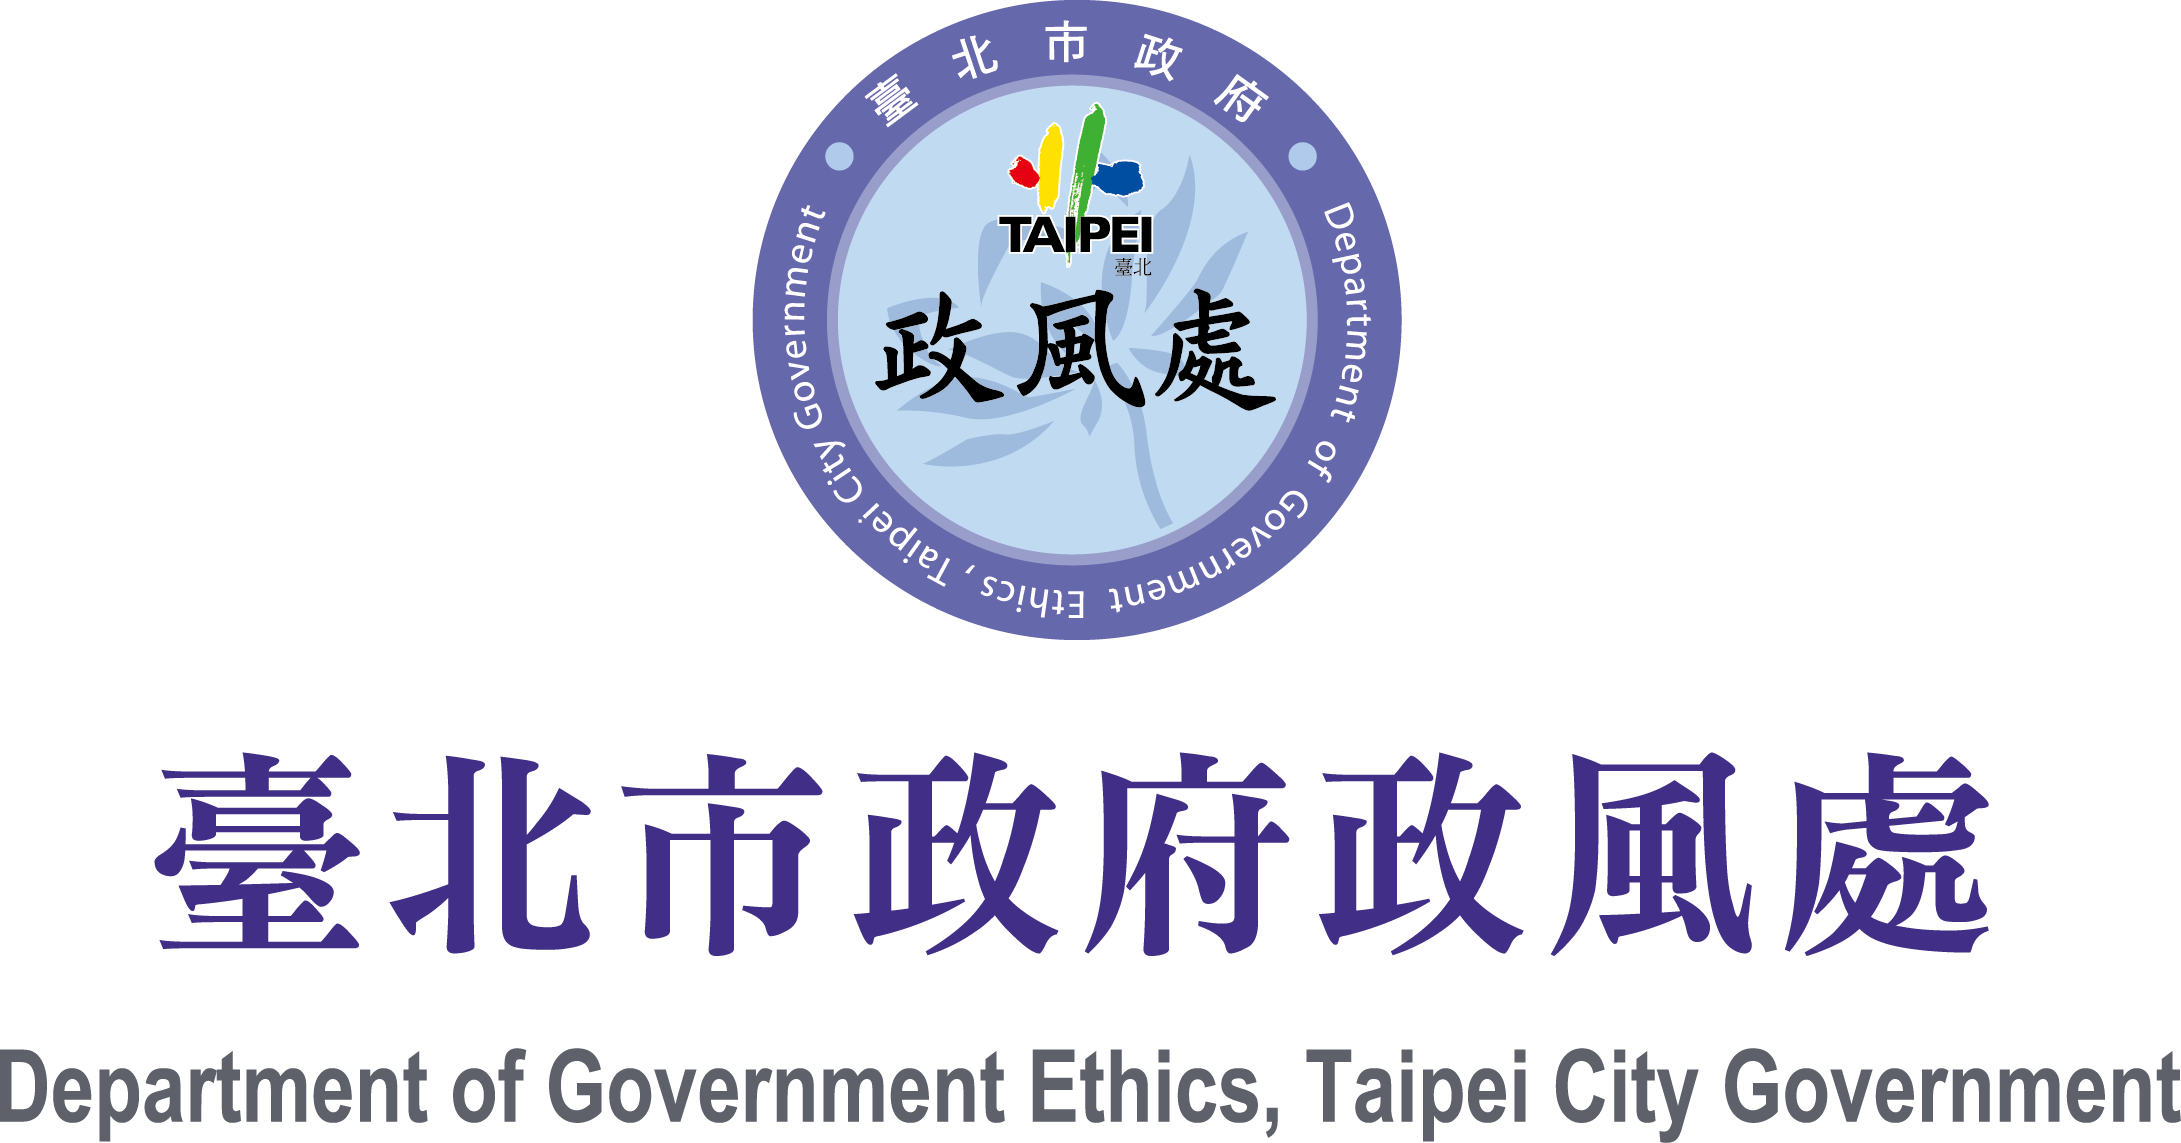 臺北市政府
TAIPEI
臺北
政風處
Department of Government Ethics, Taipei City Government
臺北市政府政風處
Department of Government Ethics, Taipei City Government